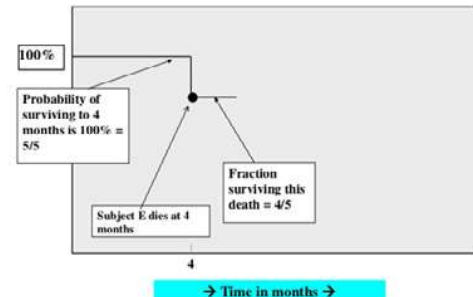 100%
Probability of
surviving to 4
months is 100% =
5/5
Subject E dies at 4
months
Fraction
surviving this
death = 4/5
4
→ Time in months →